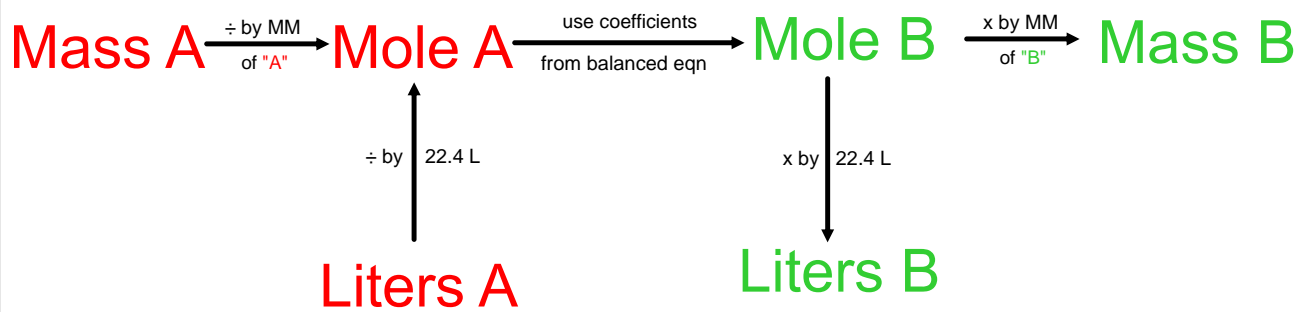 Mass A
÷ by MM
of "A"
Mole A
use coefficients
from balanced eqn
Mole B
x by MM
of "B"
Mass B
÷ by 22.4 L
x by 22.4 L
Liters A
Liters B